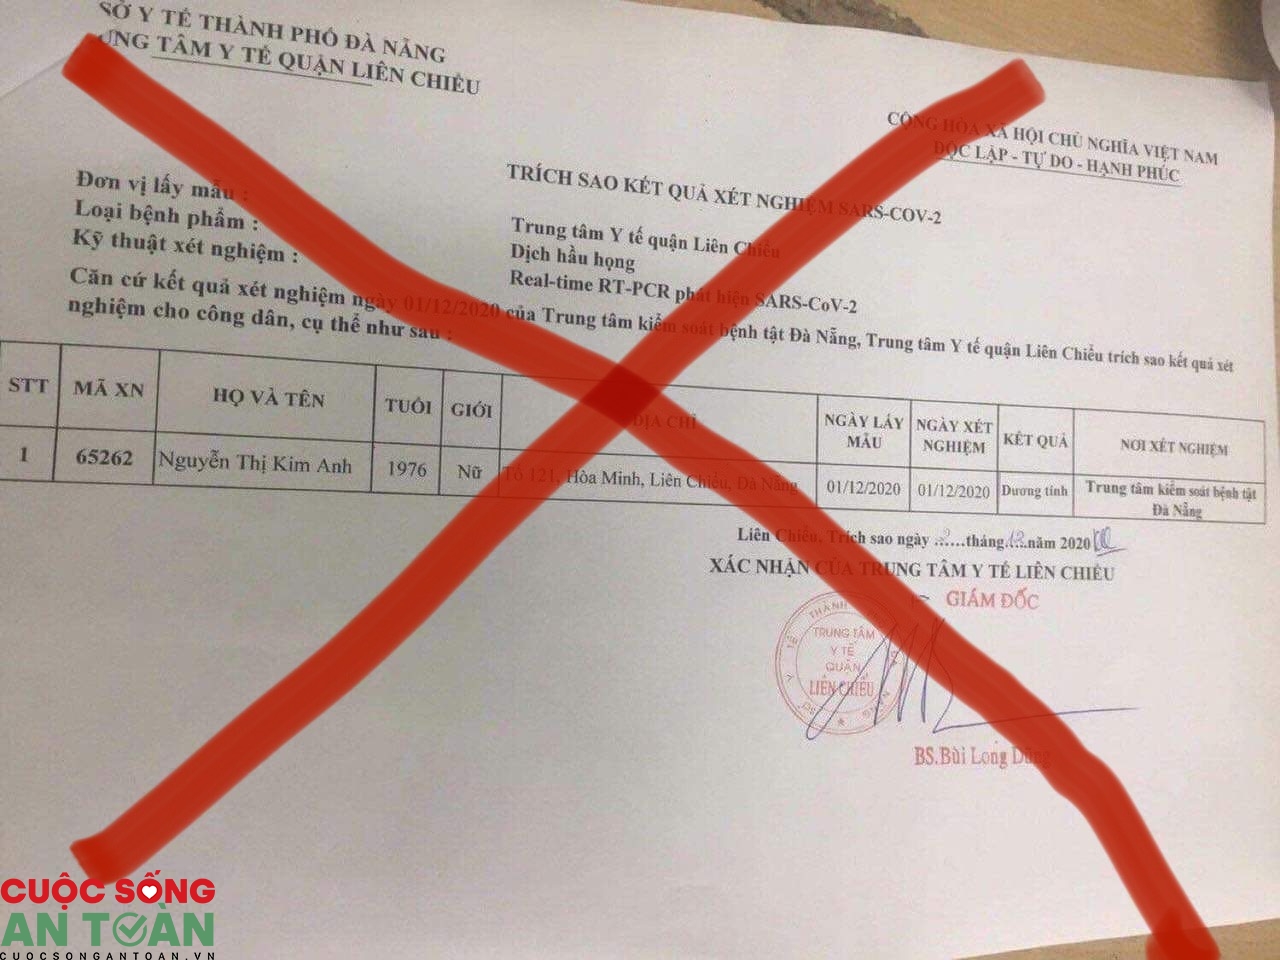 SỞ Y TẾ THÀNH PHỐ ĐÀ NẴNG
UNG TÂM Y TẾ QUẬN LIÊN CHIỂU
CỘNG HÒA XÃ HỘI CHỦ NGHĨA VIỆT NAM
ĐỘC LẬP - TỰ DO - HẠNH PHÚC
TRÍCH SAO KẾT QUẢ XÉT NGHIỆM SARS-COV-2
Đơn vị lấy mẫu : Trung tâm Y tế quận Liên Chiểu
Loại bệnh phẩm : Dịch hầu họng
Kỹ thuật xét nghiệm : Real-time RT-PCR phát hiện SARS-CoV-2
Căn cứ kết quả xét nghiệm ngày 01/12/2020 của Trung tâm kiểm soát bệnh tật Đà Nẵng, Trung tâm Y tế quận Liên Chiểu trích sao kết quả xét
nghiệm cho công dân, cụ thể như sau :
STT MÃ XN HỌ VÀ TÊN TUỔI GIỚI ĐỊA CHỈ NGÀY LẤY MẪU NGÀY XÉT NGHIỆM KẾT QUẢ NƠI XÉT NGHIỆM
1 65262 Nguyễn Thị Kim Anh 1976 Nữ Tổ 121, Hòa Minh, Liên Chiểu, Đà Nẵng 01/12/2020 01/12/2020 Dương tính Trung tâm kiểm soát bệnh tật Đà Nẵng
Liên Chiểu, Trích sao ngày ..2....tháng.12.năm 2020
XÁC NHẬN CỦA TRUNG TÂM Y TẾ LIÊN CHIỂU
GIÁM ĐỐC
TRUNG TÂM
Y TẾ
QUẬN
LIÊN CHIỂU
BS.Bùi Long Dũng
CUỘC SỐNG
AN TOÀN
CUOCSONGANTOAN.VN